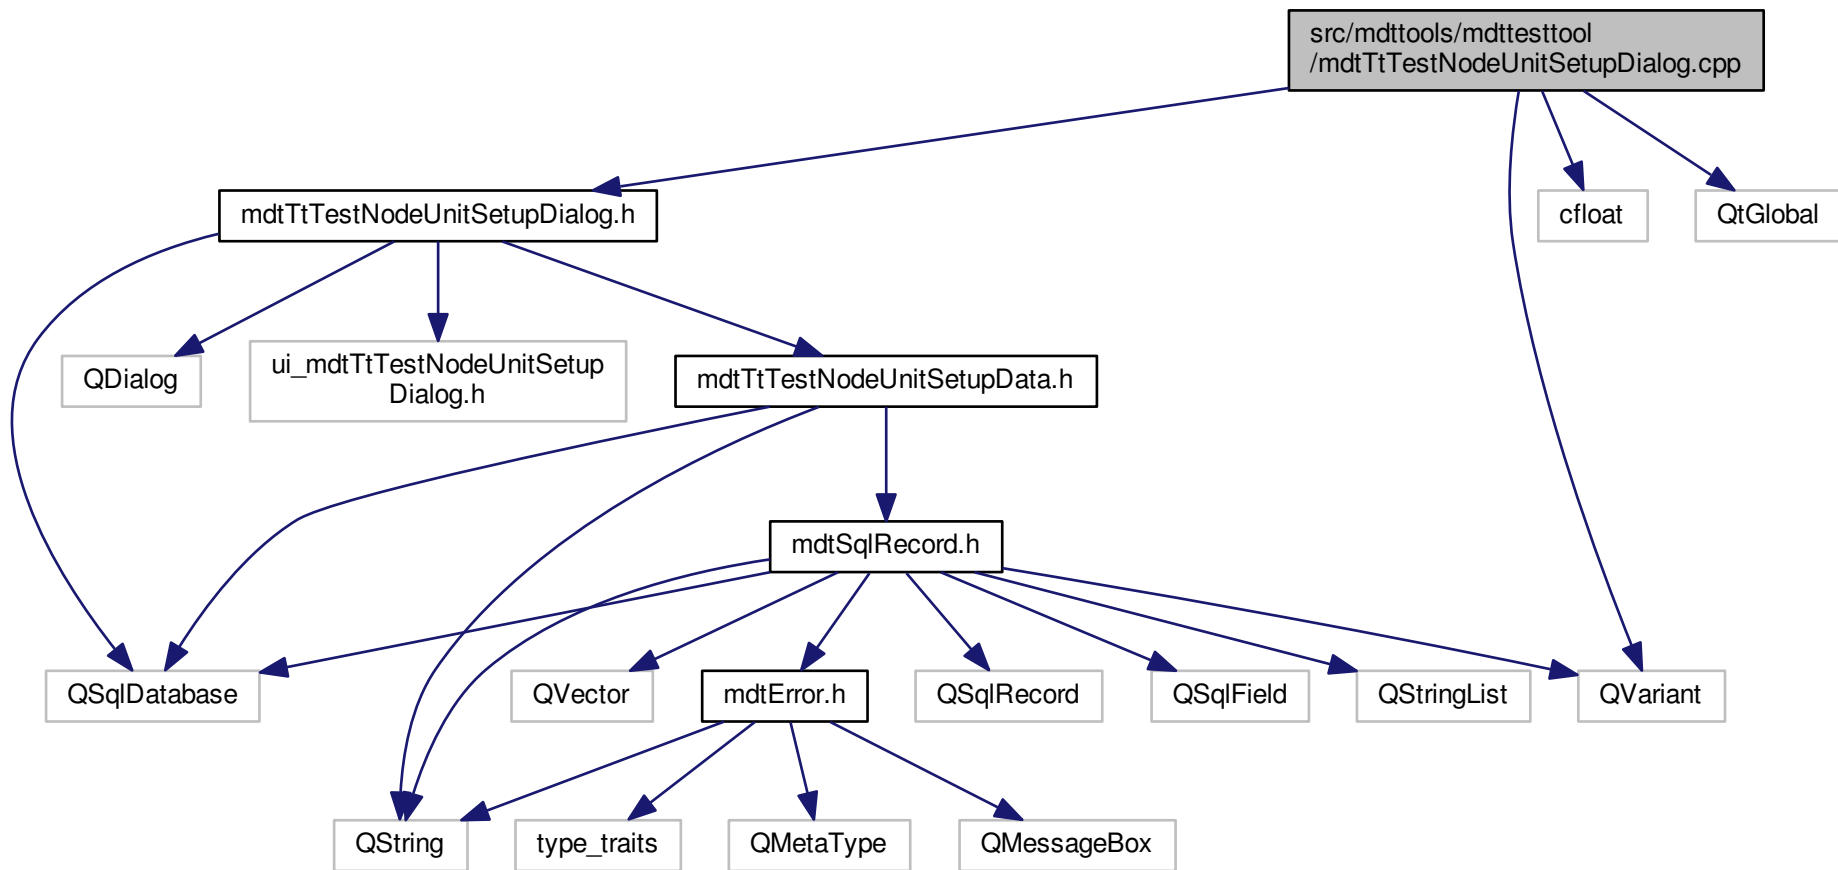 src/mdttools/mdttesttool
/mdtTtTestNodeUnitSetupDialog.cpp
mdtTtTestNodeUnitSetupDialog.h
cfloat
QtGlobal
QDialog
ui_mdtTtTestNodeUnitSetup
Dialog.h
mdtTtTestNodeUnitSetupData.h
mdtSqlRecord.h
QSqlDatabase
QVector
mdtError.h
QSqlRecord
QSqlField
QStringList
QVariant
QString
type_traits
QMetaType
QMessageBox